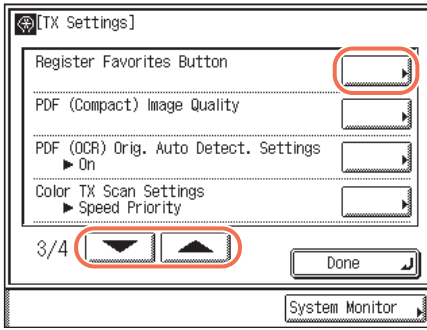 [TX Settings]
Register Favorites Button
PDF (Compact) Image Quality
PDF (OCR) Orig. Auto Detect. Settings
► On
Color TX Scan Settings
► Speed Priority
3/4
Done
System Monitor